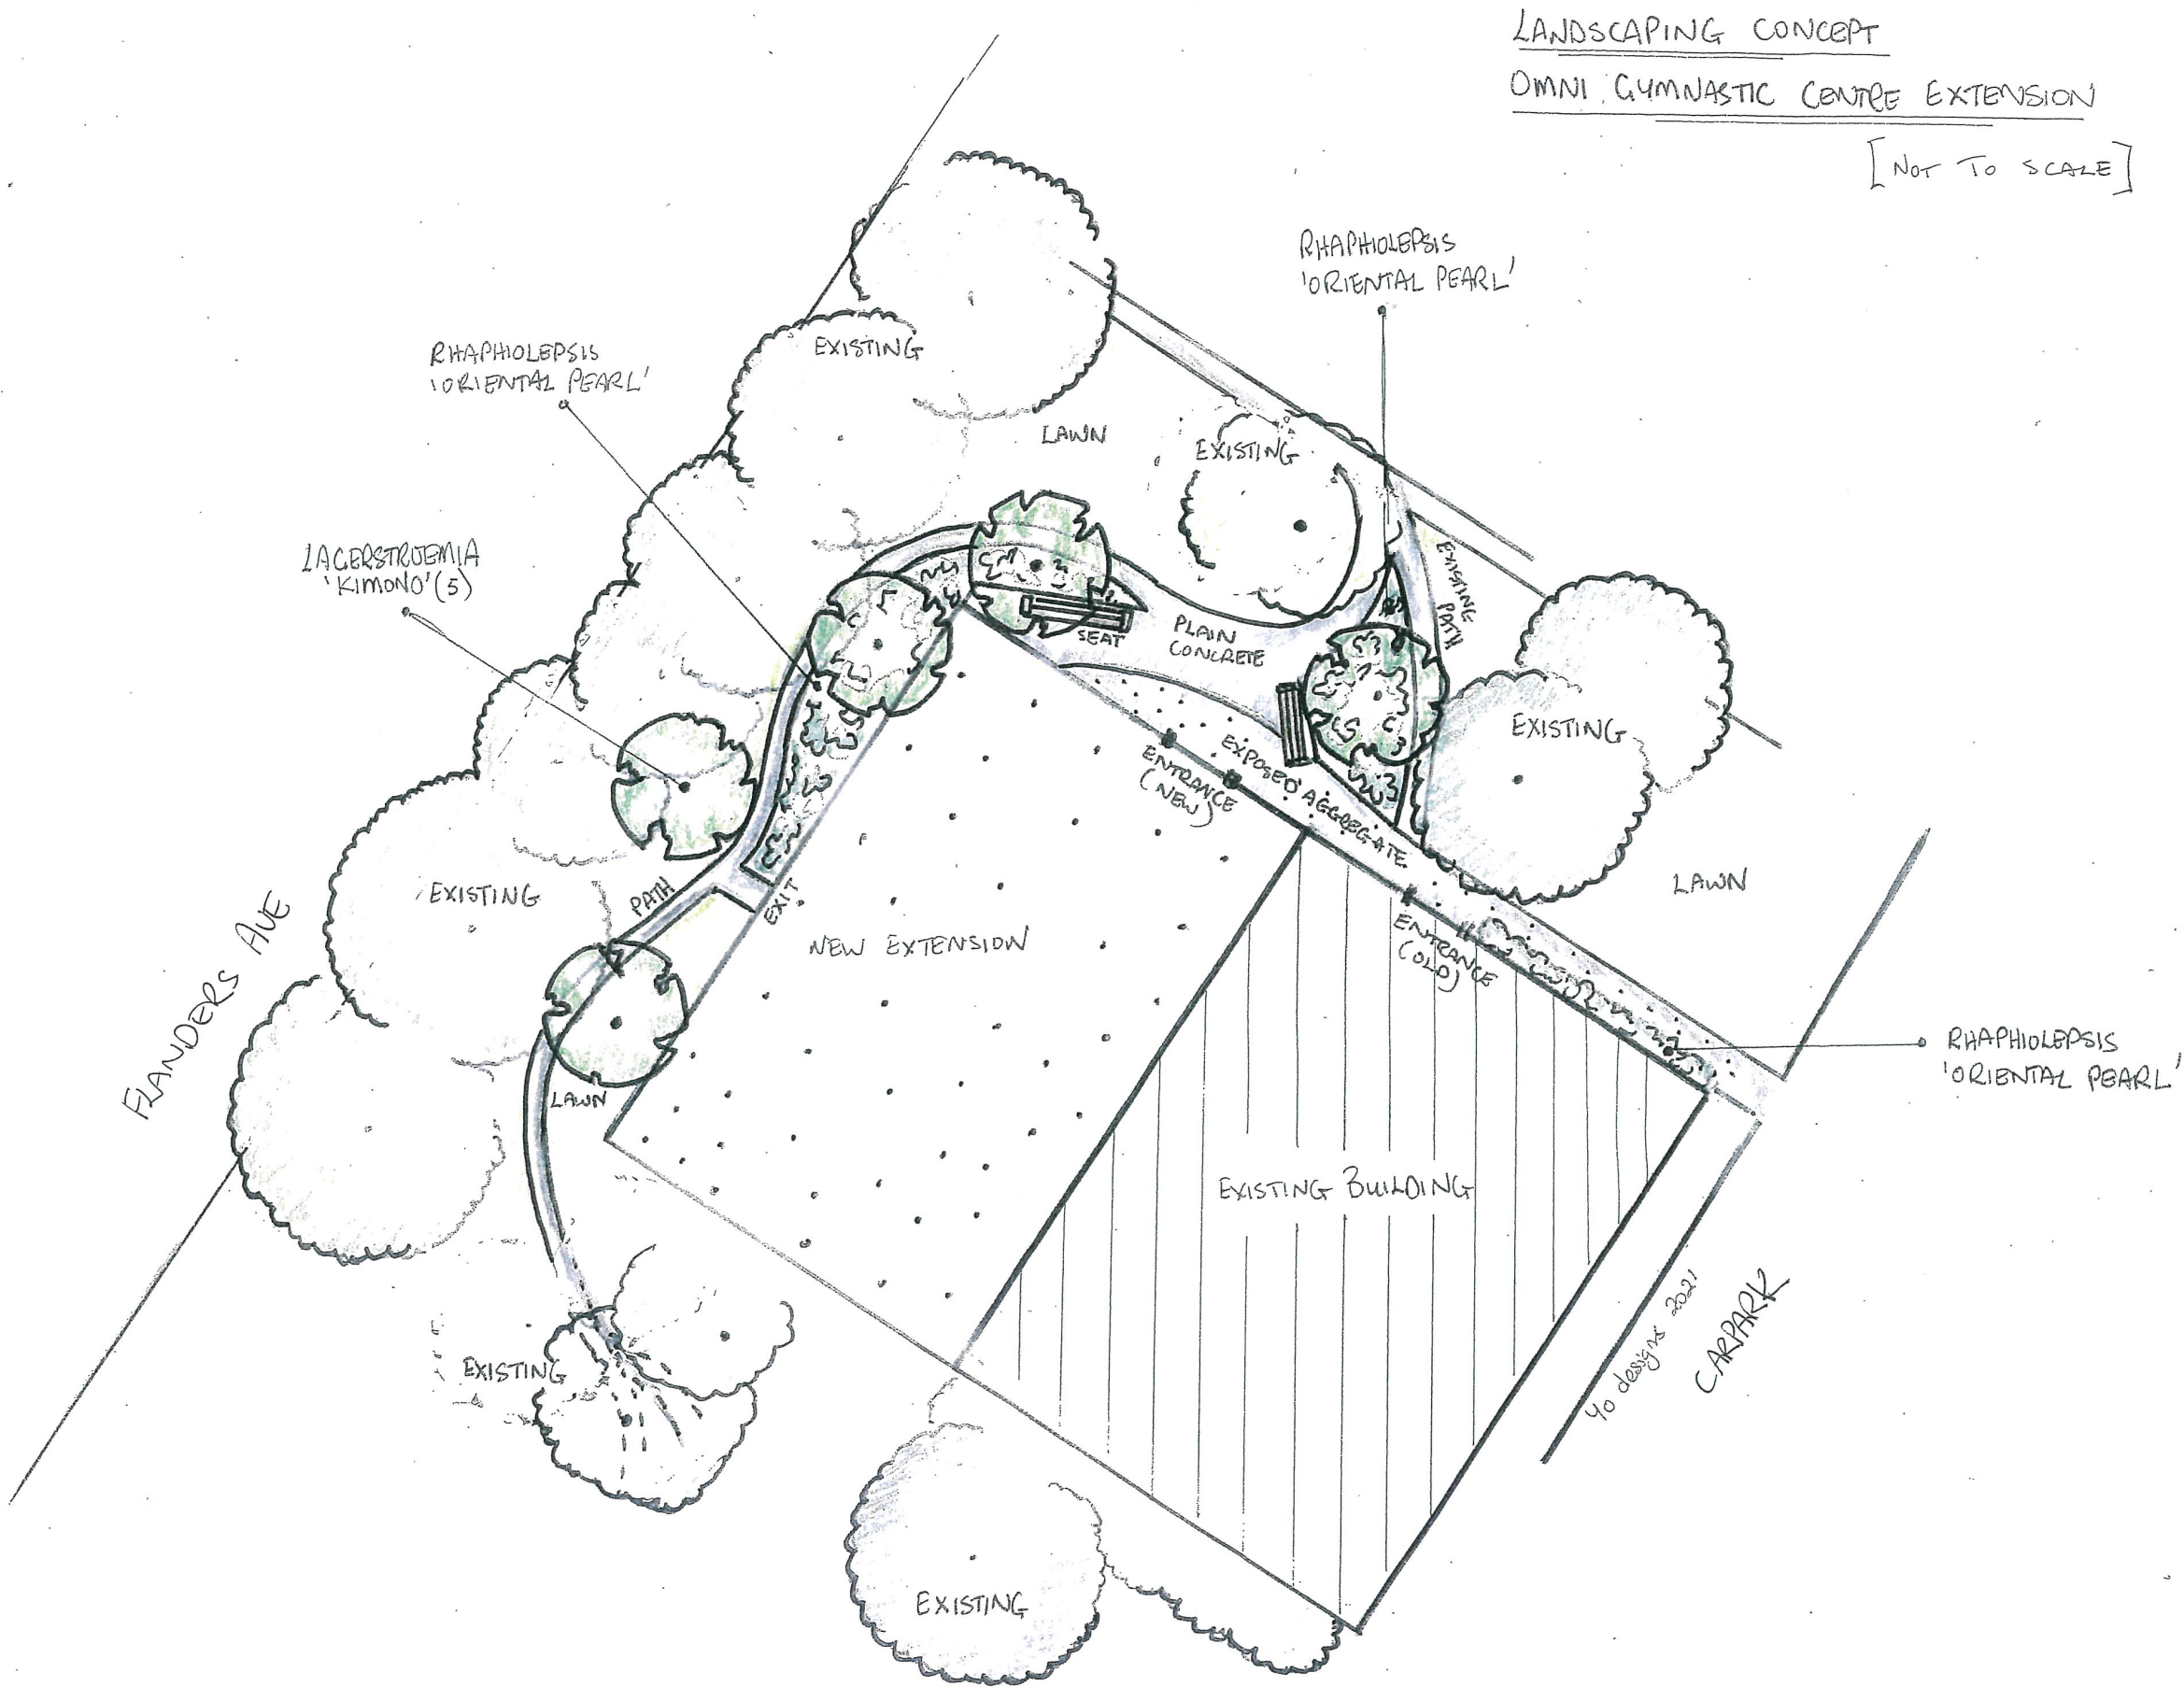 LANDSCAPING CONCEPT
OMNI GYMNASTIC CENTRE EXTENSION
[NOT TO SCALE]
RHAPHIOLEPSIS
'ORIENTAL PEARL'
RHAPHIOLEPSIS
'ORIENTAL PEARL'
EXISTING
LAWN
EXISTING
LAGERSTROEMIA
'KIMONO' (5)
EXISTING
PATH
SEAT
PLAIN
CONCRETE
EXISTING
EXPOSED AGGREGATE
ENTRANCE
(NEW)
LAWN
EXISTING
PATH
EXIT
FLANDERS AVE
NEW EXTENSION
ENTRANCE
(OLD)
RHAPHIOLEPSIS
'ORIENTAL PEARL'
LAWN
EXISTING BUILDING
EXISTING
YO designs 2021
CARPARK
EXISTING